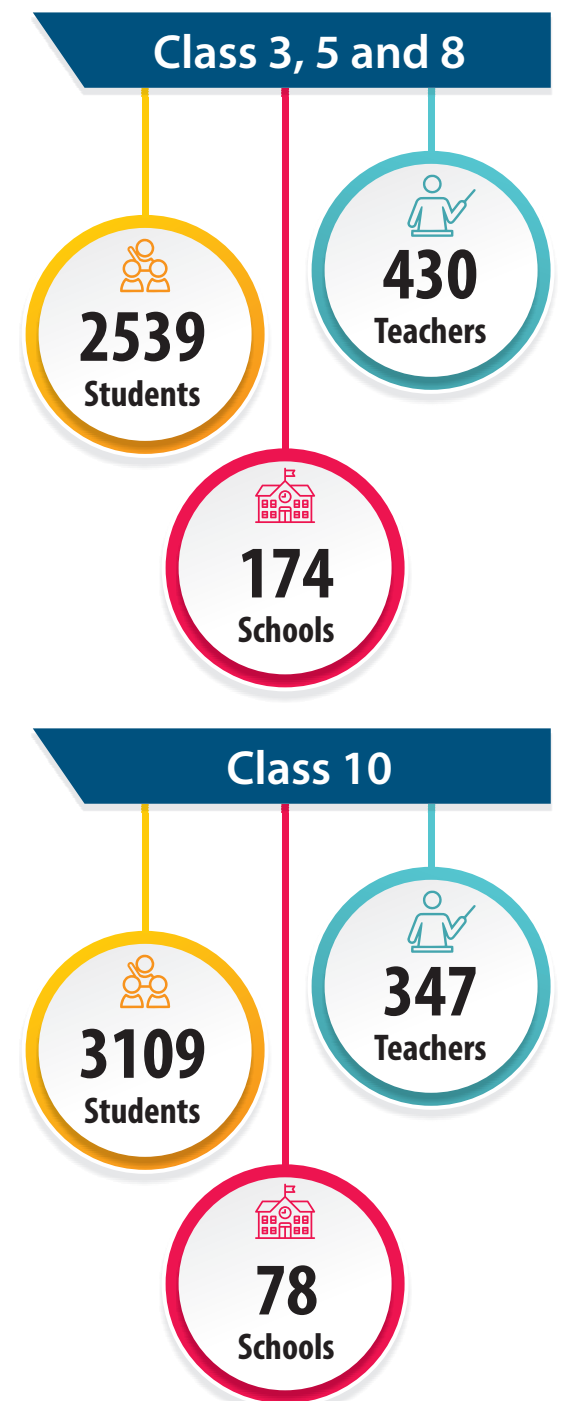 Class 3, 5 and 8
430
Teachers
2539
Students
174
Schools
Class 10
347
Teachers
3109
Students
78
Schools